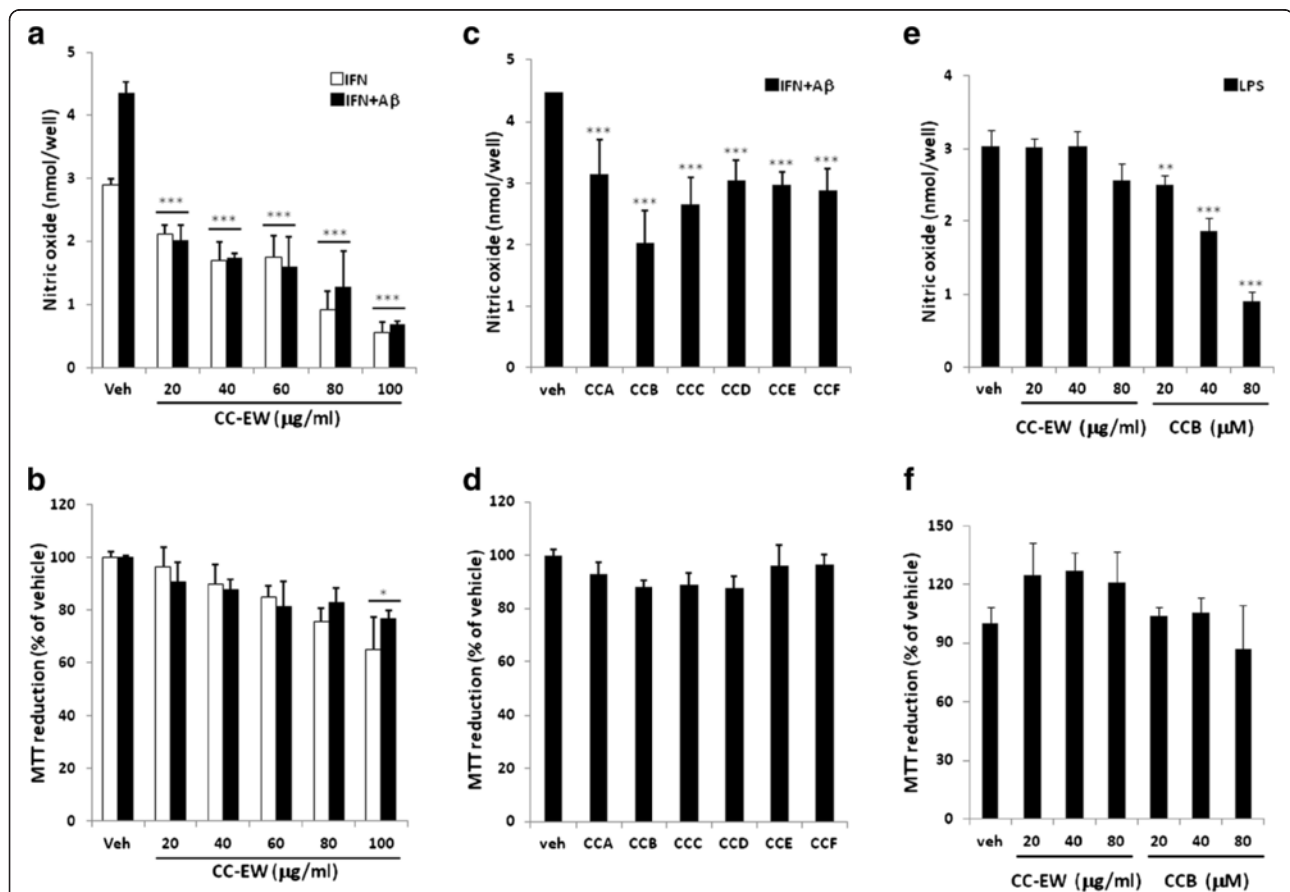 a
Nitric oxide (nmol/well)
5
4
3
2
1
0
IFN
IFN+Aβ
***
***
***
***
***
Veh
20
40
60
80
100
CC-EW (μg/ml)
c
Nitric oxide (nmol/well)
5
4
3
2
1
0
IFN+Aβ
***
***
***
***
***
***
veh
CCA
CCB
CCC
CCD
CCE
CCF
e
Nitric oxide (nmol/well)
4
3
2
1
0
LPS
**
***
***
veh
20
40
80
20
40
80
CC-EW (μg/ml)
CCB (μM)
b
MTT reduction (% of vehicle)
120
100
80
60
40
20
0
*
Veh
20
40
60
80
100
CC-EW (μg/ml)
d
MTT reduction (% of vehicle)
120
100
80
60
40
20
0
veh
CCA
CCB
CCC
CCD
CCE
CCF
f
MTT reduction (% of vehicle)
150
120
90
60
30
0
veh
20
40
80
20
40
80
CC-EW (μg/ml)
CCB (μM)